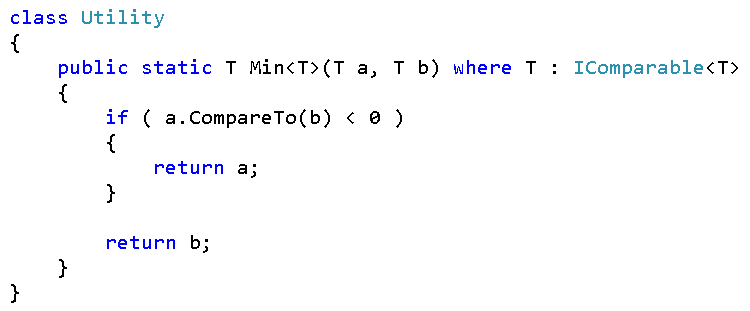 class Utility
{
    public static T Min<T>(T a, T b) where T : IComparable<T>
    {
        if ( a.CompareTo(b) < 0 )
        {
            return a;
        }

        return b;
    }
}